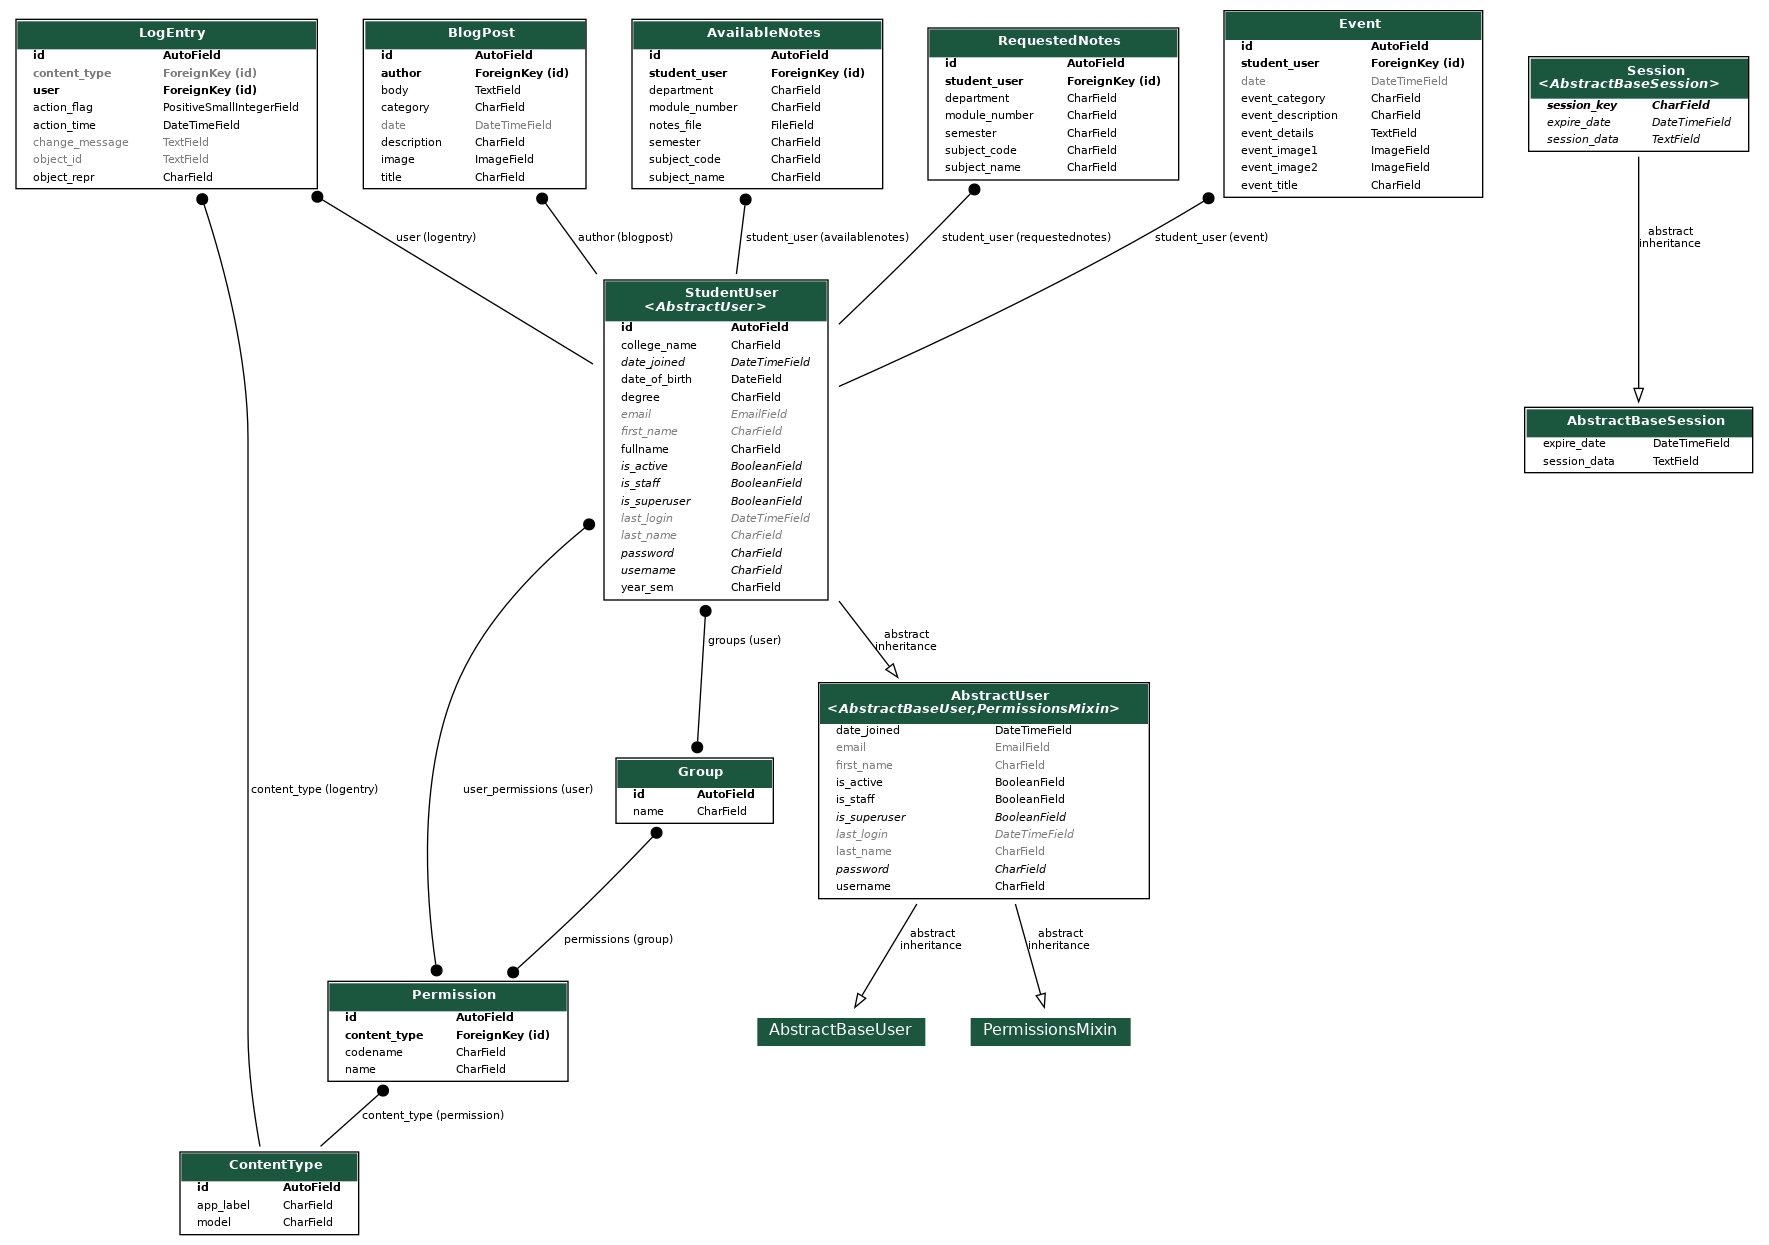 LogEntry
id AutoField
content_type ForeignKey (id)
user ForeignKey (id)
action_flag PositiveSmallIntegerField
action_time DateTimeField
change_message TextField
object_id TextField
object_repr CharField
BlogPost
id AutoField
author ForeignKey (id)
body TextField
category CharField
date DateTimeField
description CharField
image ImageField
title CharField
AvailableNotes
id AutoField
student_user ForeignKey (id)
department CharField
module_number CharField
notes_file FileField
semester CharField
subject_code CharField
subject_name CharField
RequestedNotes
id AutoField
student_user ForeignKey (id)
department CharField
module_number CharField
semester CharField
subject_code CharField
subject_name CharField
Event
id AutoField
student_user ForeignKey (id)
date DateTimeField
event_category CharField
event_description CharField
event_details TextField
event_image1 ImageField
event_image2 ImageField
event_title CharField
Session
<AbstractBaseSession>
session_key CharField
expire_date DateTimeField
session_data TextField
user (logentry)
author (blogpost)
student_user (availablenotes)
student_user (requestednotes)
student_user (event)
abstract
inheritance
StudentUser
<AbstractUser>
id AutoField
college_name CharField
date_joined DateTimeField
date_of_birth DateField
degree CharField
email EmailField
first_name CharField
fullname CharField
is_active BooleanField
is_staff BooleanField
is_superuser BooleanField
last_login DateTimeField
last_name CharField
password CharField
username CharField
year_sem CharField
AbstractBaseSession
expire_date DateTimeField
session_data TextField
groups (user)
abstract
inheritance
AbstractUser
<AbstractBaseUser,PermissionsMixin>
date_joined DateTimeField
email EmailField
first_name CharField
is_active BooleanField
is_staff BooleanField
is_superuser BooleanField
last_login DateTimeField
last_name CharField
password CharField
username CharField
Group
id AutoField
name CharField
content_type (logentry)
user_permissions (user)
permissions (group)
abstract
inheritance
abstract
inheritance
Permission
id AutoField
content_type ForeignKey (id)
codename CharField
name CharField
AbstractBaseUser
PermissionsMixin
content_type (permission)
ContentType
id AutoField
app_label CharField
model CharField